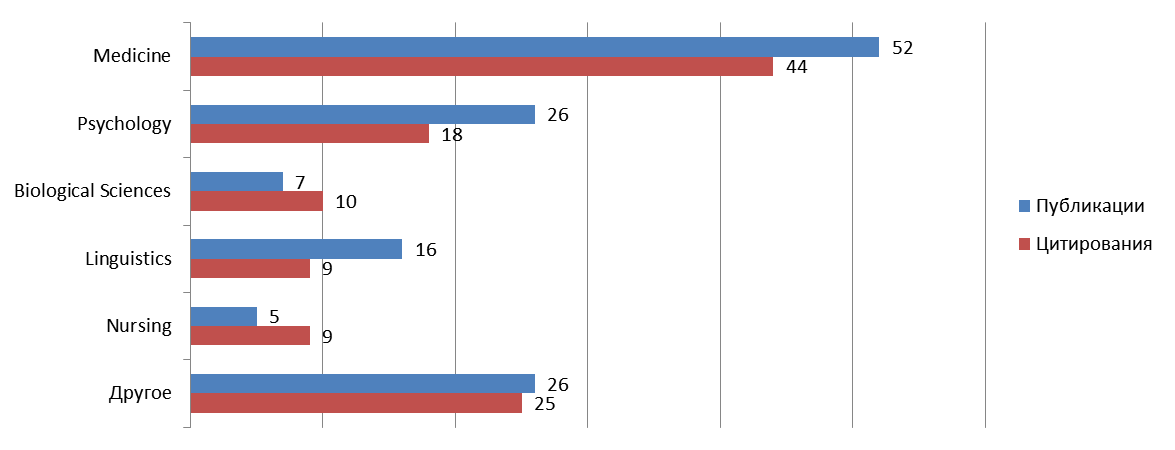 Medicine
52
44
Psychology
26
18
Biological Sciences
7
10
Linguistics
16
9
Nursing
5
9
Другое
26
25
Публикации
Цитирования